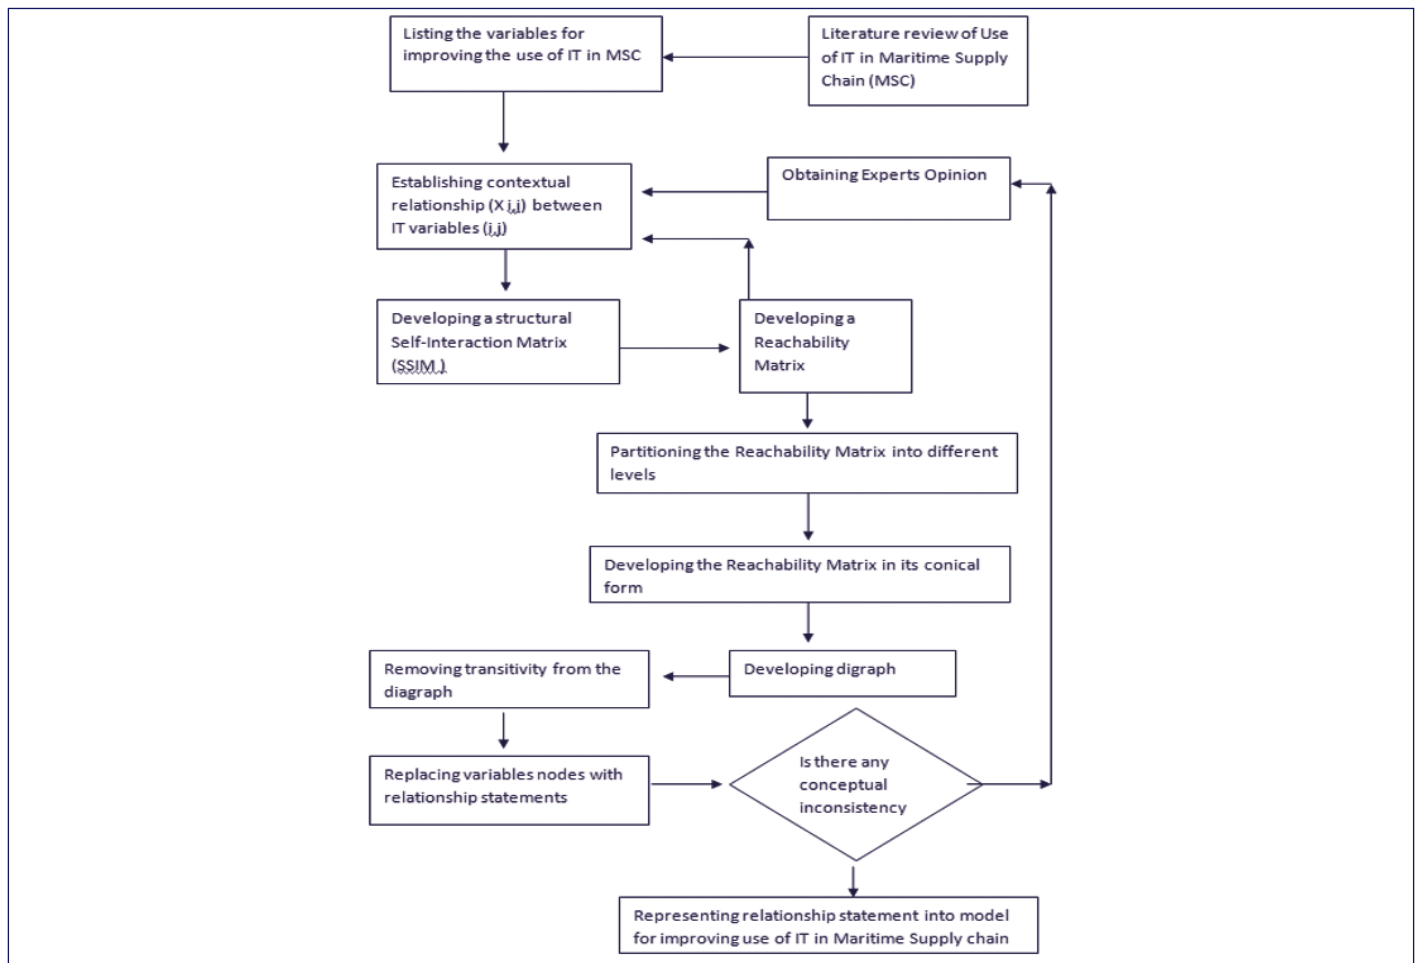 Listing the variables for
improving the use of IT in MSC
Literature review of Use
of IT in Maritime Supply
Chain (MSC)
Establishing contextual
relationship (X i,j) between
IT variables (i,j)
Obtaining Experts Opinion
Developing a structural
Self-Interaction Matrix
(SSIM )
Developing a
Reachability
Matrix
Partitioning the Reachability Matrix into different
levels
Developing the Reachability Matrix in its conical
form
Removing transitivity from the
diagraph
Developing digraph
Replacing variables nodes with
relationship statements
Is there any
conceptual
inconsistency
Representing relationship statement into model
for improving use of IT in Maritime Supply chain